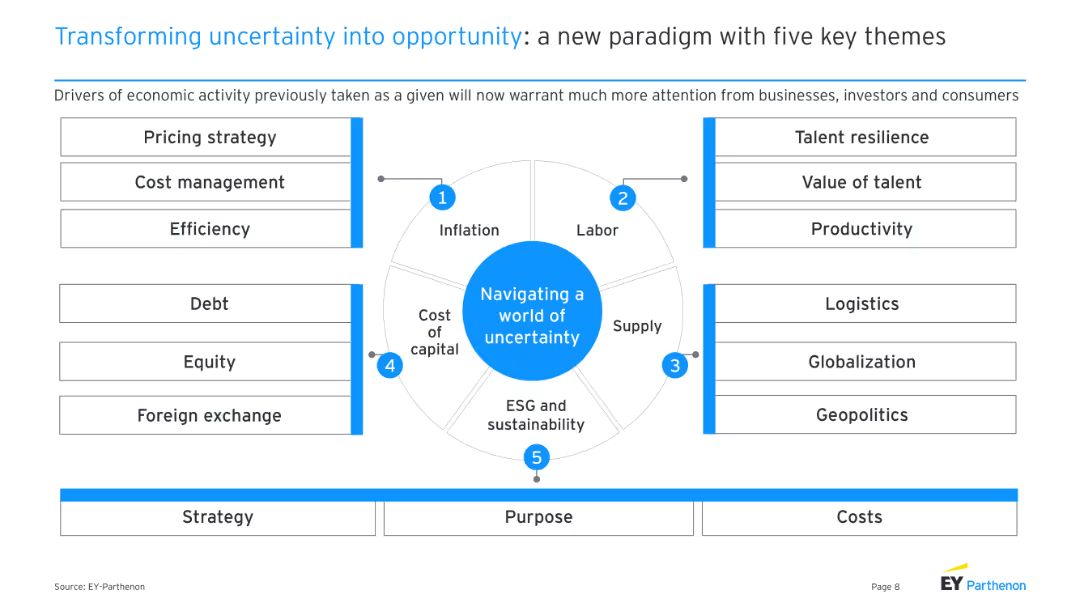 Transforming uncertainty into opportunity: a new paradigm with five key themes
Drivers of economic activity previously taken as a given will now warrant much more attention from businesses, investors and consumers
Pricing strategy
Cost management
Efficiency
1
Inflation
2
Labor
Talent resilience
Value of talent
Productivity
Debt
Equity
Foreign exchange
4
Cost
of
capital
Navigating a
world of
uncertainty
Supply
3
Logistics
Globalization
Geopolitics
ESG and
sustainability
5
Strategy
Purpose
Costs
Source: EY-Parthenon
Page 8
EY Parthenon